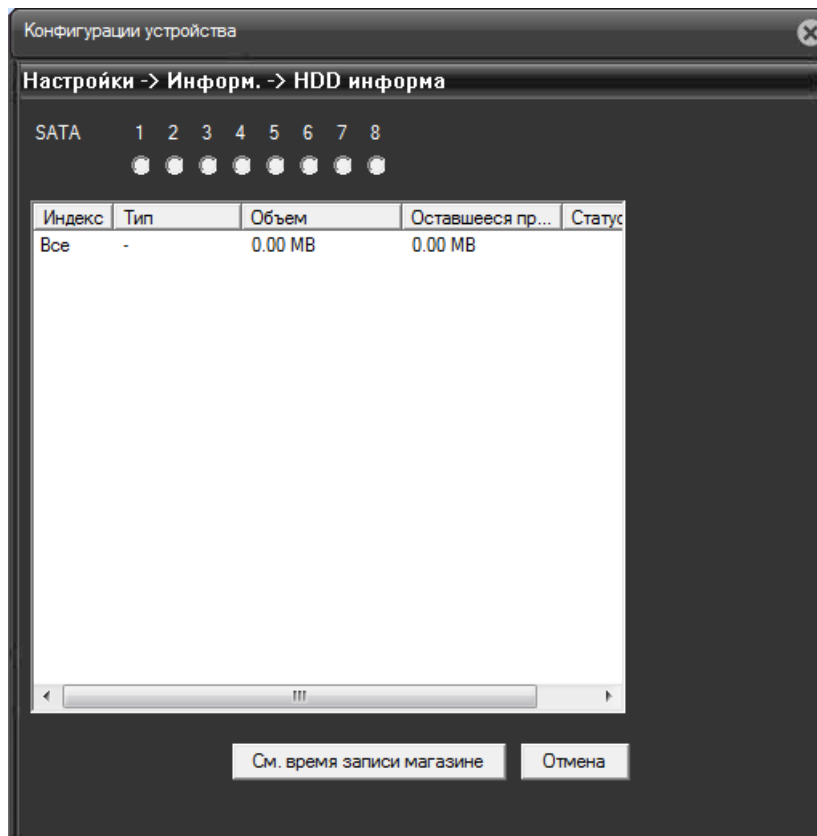 Конфигурации устройства
Настройки -> Информ. -> HDD информа
SATA 1 2 3 4 5 6 7 8
Индекс Тип Объем Оставшееся пр... Статус
Все - 0.00 MB 0.00 MB
См. время записи магазине Отмена